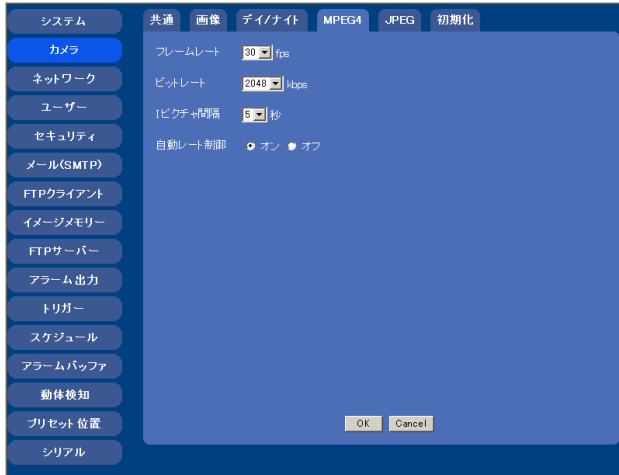 システム
カメラ
ネットワーク
ユーザー
セキュリティ
メール(SMTP)
FTPクライアント
イメージメモリー
FTPサーバー
アラーム出力
トリガー
スケジュール
アラームバッファ
動体検知
プリセット位置
シリアル
共通 画像 デイ/ナイト MPEG4 JPEG 初期化
フレームレート 30 fps
ビットレート 2048 kbps
Iピクチャ間隔 5 秒
自動レート制御 オン オフ
OK Cancel